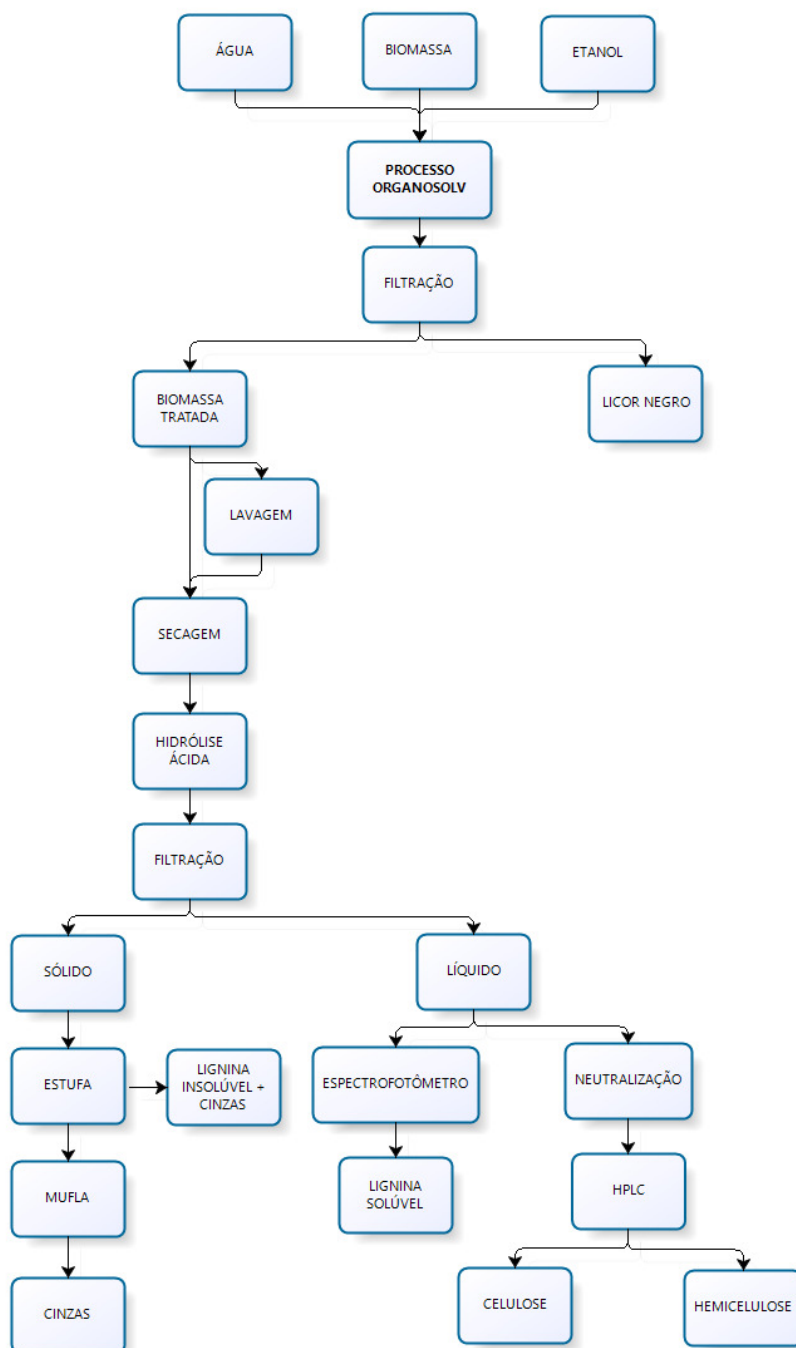 ÁGUA
BIOMASSA
ETANOL
PROCESSO
ORGANOSOLV
FILTRAÇÃO
BIOMASSA
TRATADA
LICOR NEGRO
LAVAGEM
SECAGEM
HIDRÓLISE
ÁCIDA
FILTRAÇÃO
SÓLIDO
LÍQUIDO
ESTUFA
LIGNINA
INSOLÚVEL +
CINZAS
ESPECTROFOTÔMETRO
NEUTRALIZAÇÃO
MUFLA
LIGNINA
SOLÚVEL
HPLC
CINZAS
CELULOSE
HEMICELULOSE